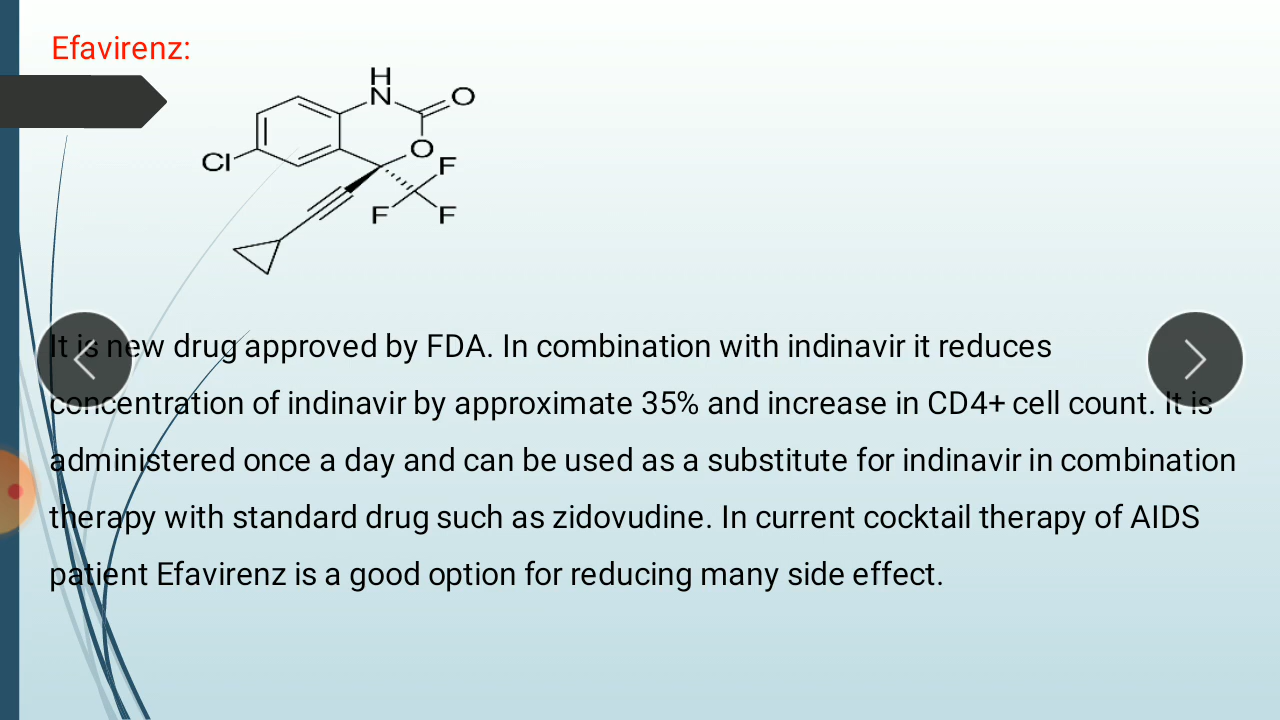 Efavirenz:
H
N
O
O
Cl
F
F
F
It is new drug approved by FDA. In combination with indinavir it reduces
concentration of indinavir by approximate 35% and increase in CD4+ cell count. It is
administered once a day and can be used as a substitute for indinavir in combination
therapy with standard drug such as zidovudine. In current cocktail therapy of AIDS
patient Efavirenz is a good option for reducing many side effect.